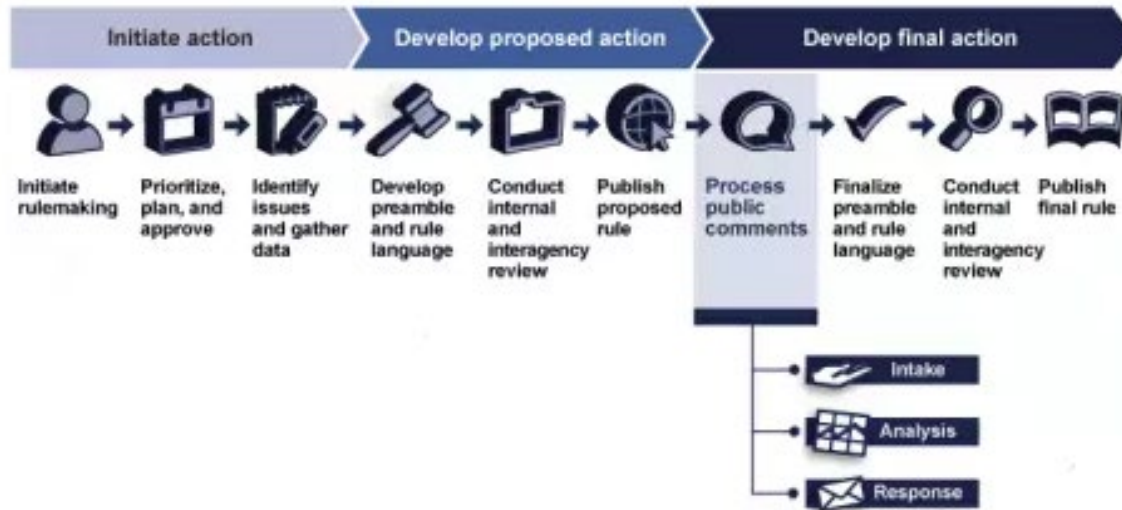 Initiate action
Develop proposed action
Develop final action
Initiate
rulemaking
Prioritize,
plan, and
approve
Identify
issues
and gather
data
Develop
preamble
and rule
language
Conduct
internal
and
interagency
review
Publish
proposed
rule
Process
public
comments
Finalize
preamble
and rule
language
Conduct
internal
and
interagency
review
Publish
final rule
Intake
Analysis
Response